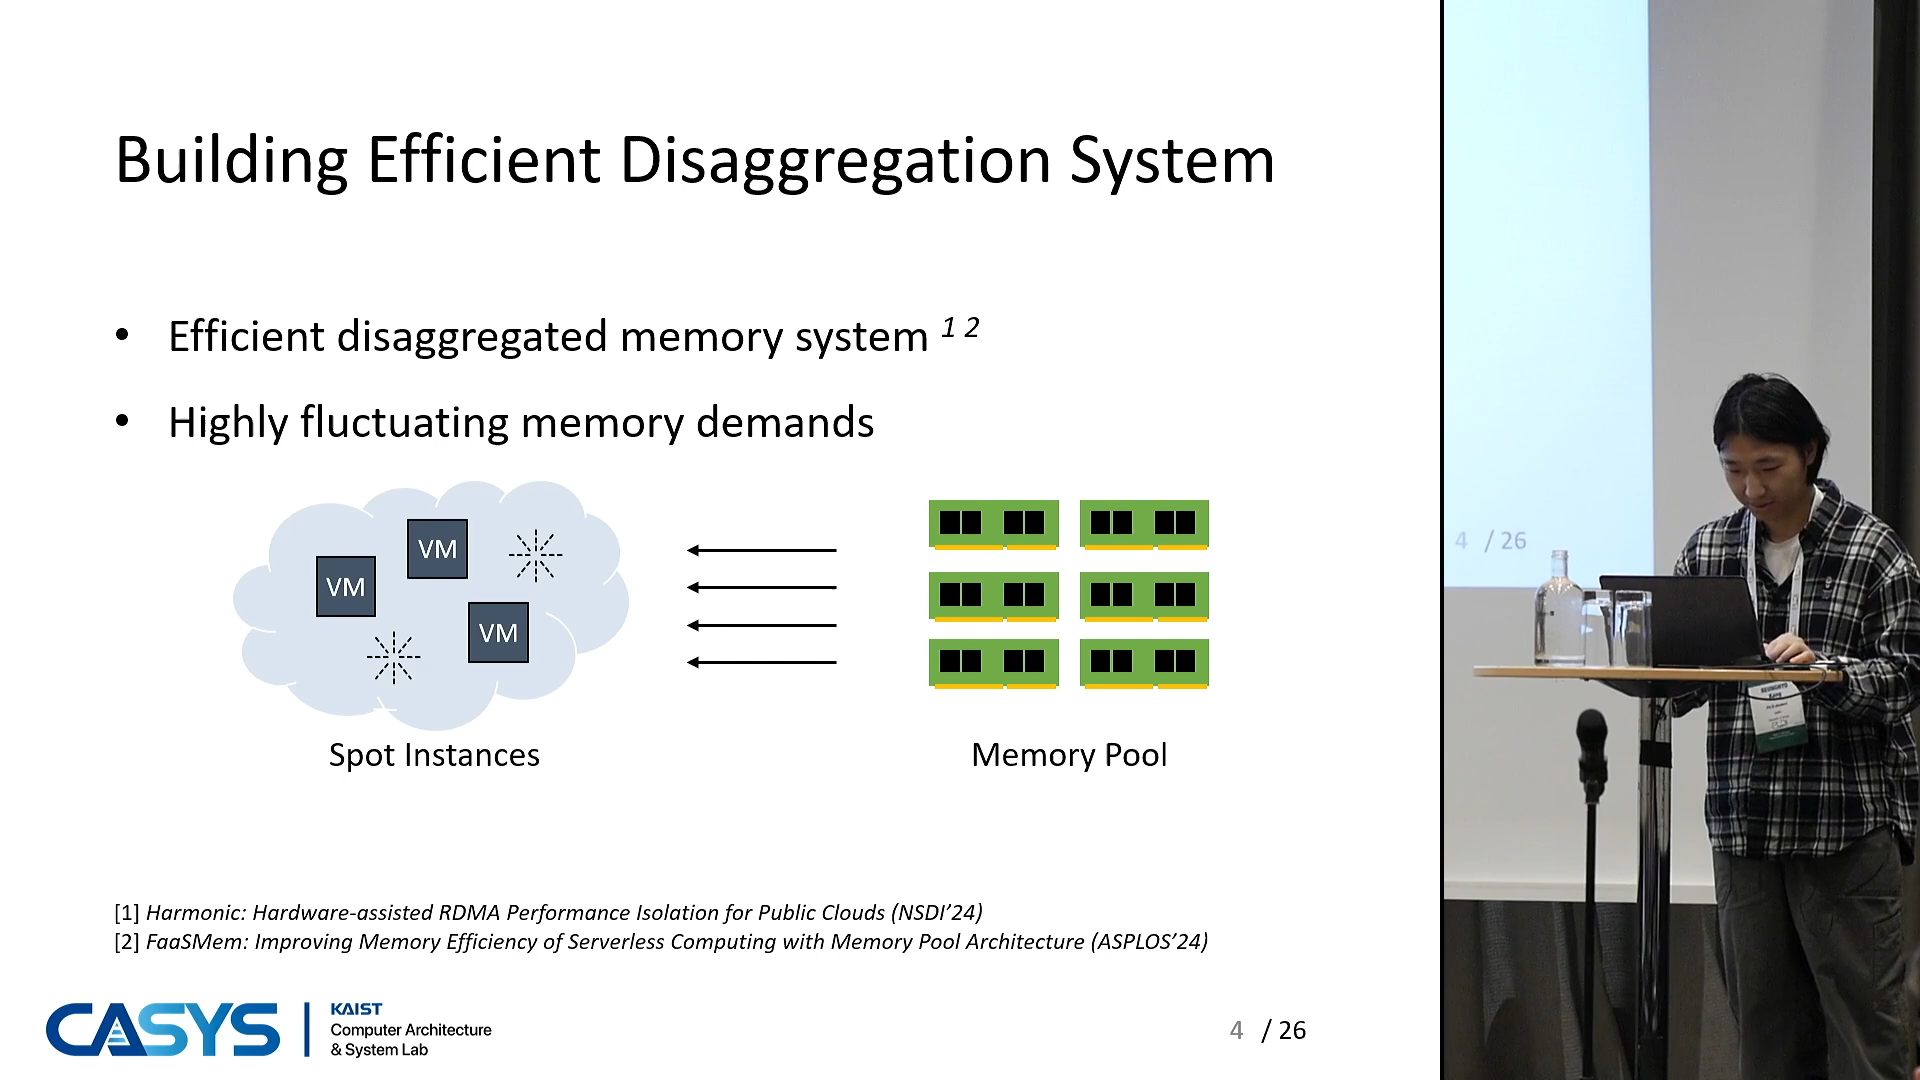 Building Efficient Disaggregation System
• Efficient disaggregated memory system 1 2
• Highly fluctuating memory demands
VM
VM
VM
Spot Instances
Memory Pool
[1] Harmonic: Hardware-assisted RDMA Performance Isolation for Public Clouds (NSDI’24)
[2] FaaSMem: Improving Memory Efficiency of Serverless Computing with Memory Pool Architecture (ASPLOS’24)
CASYS
KAIST
Computer Architecture
& System Lab
4 / 26
4 / 26